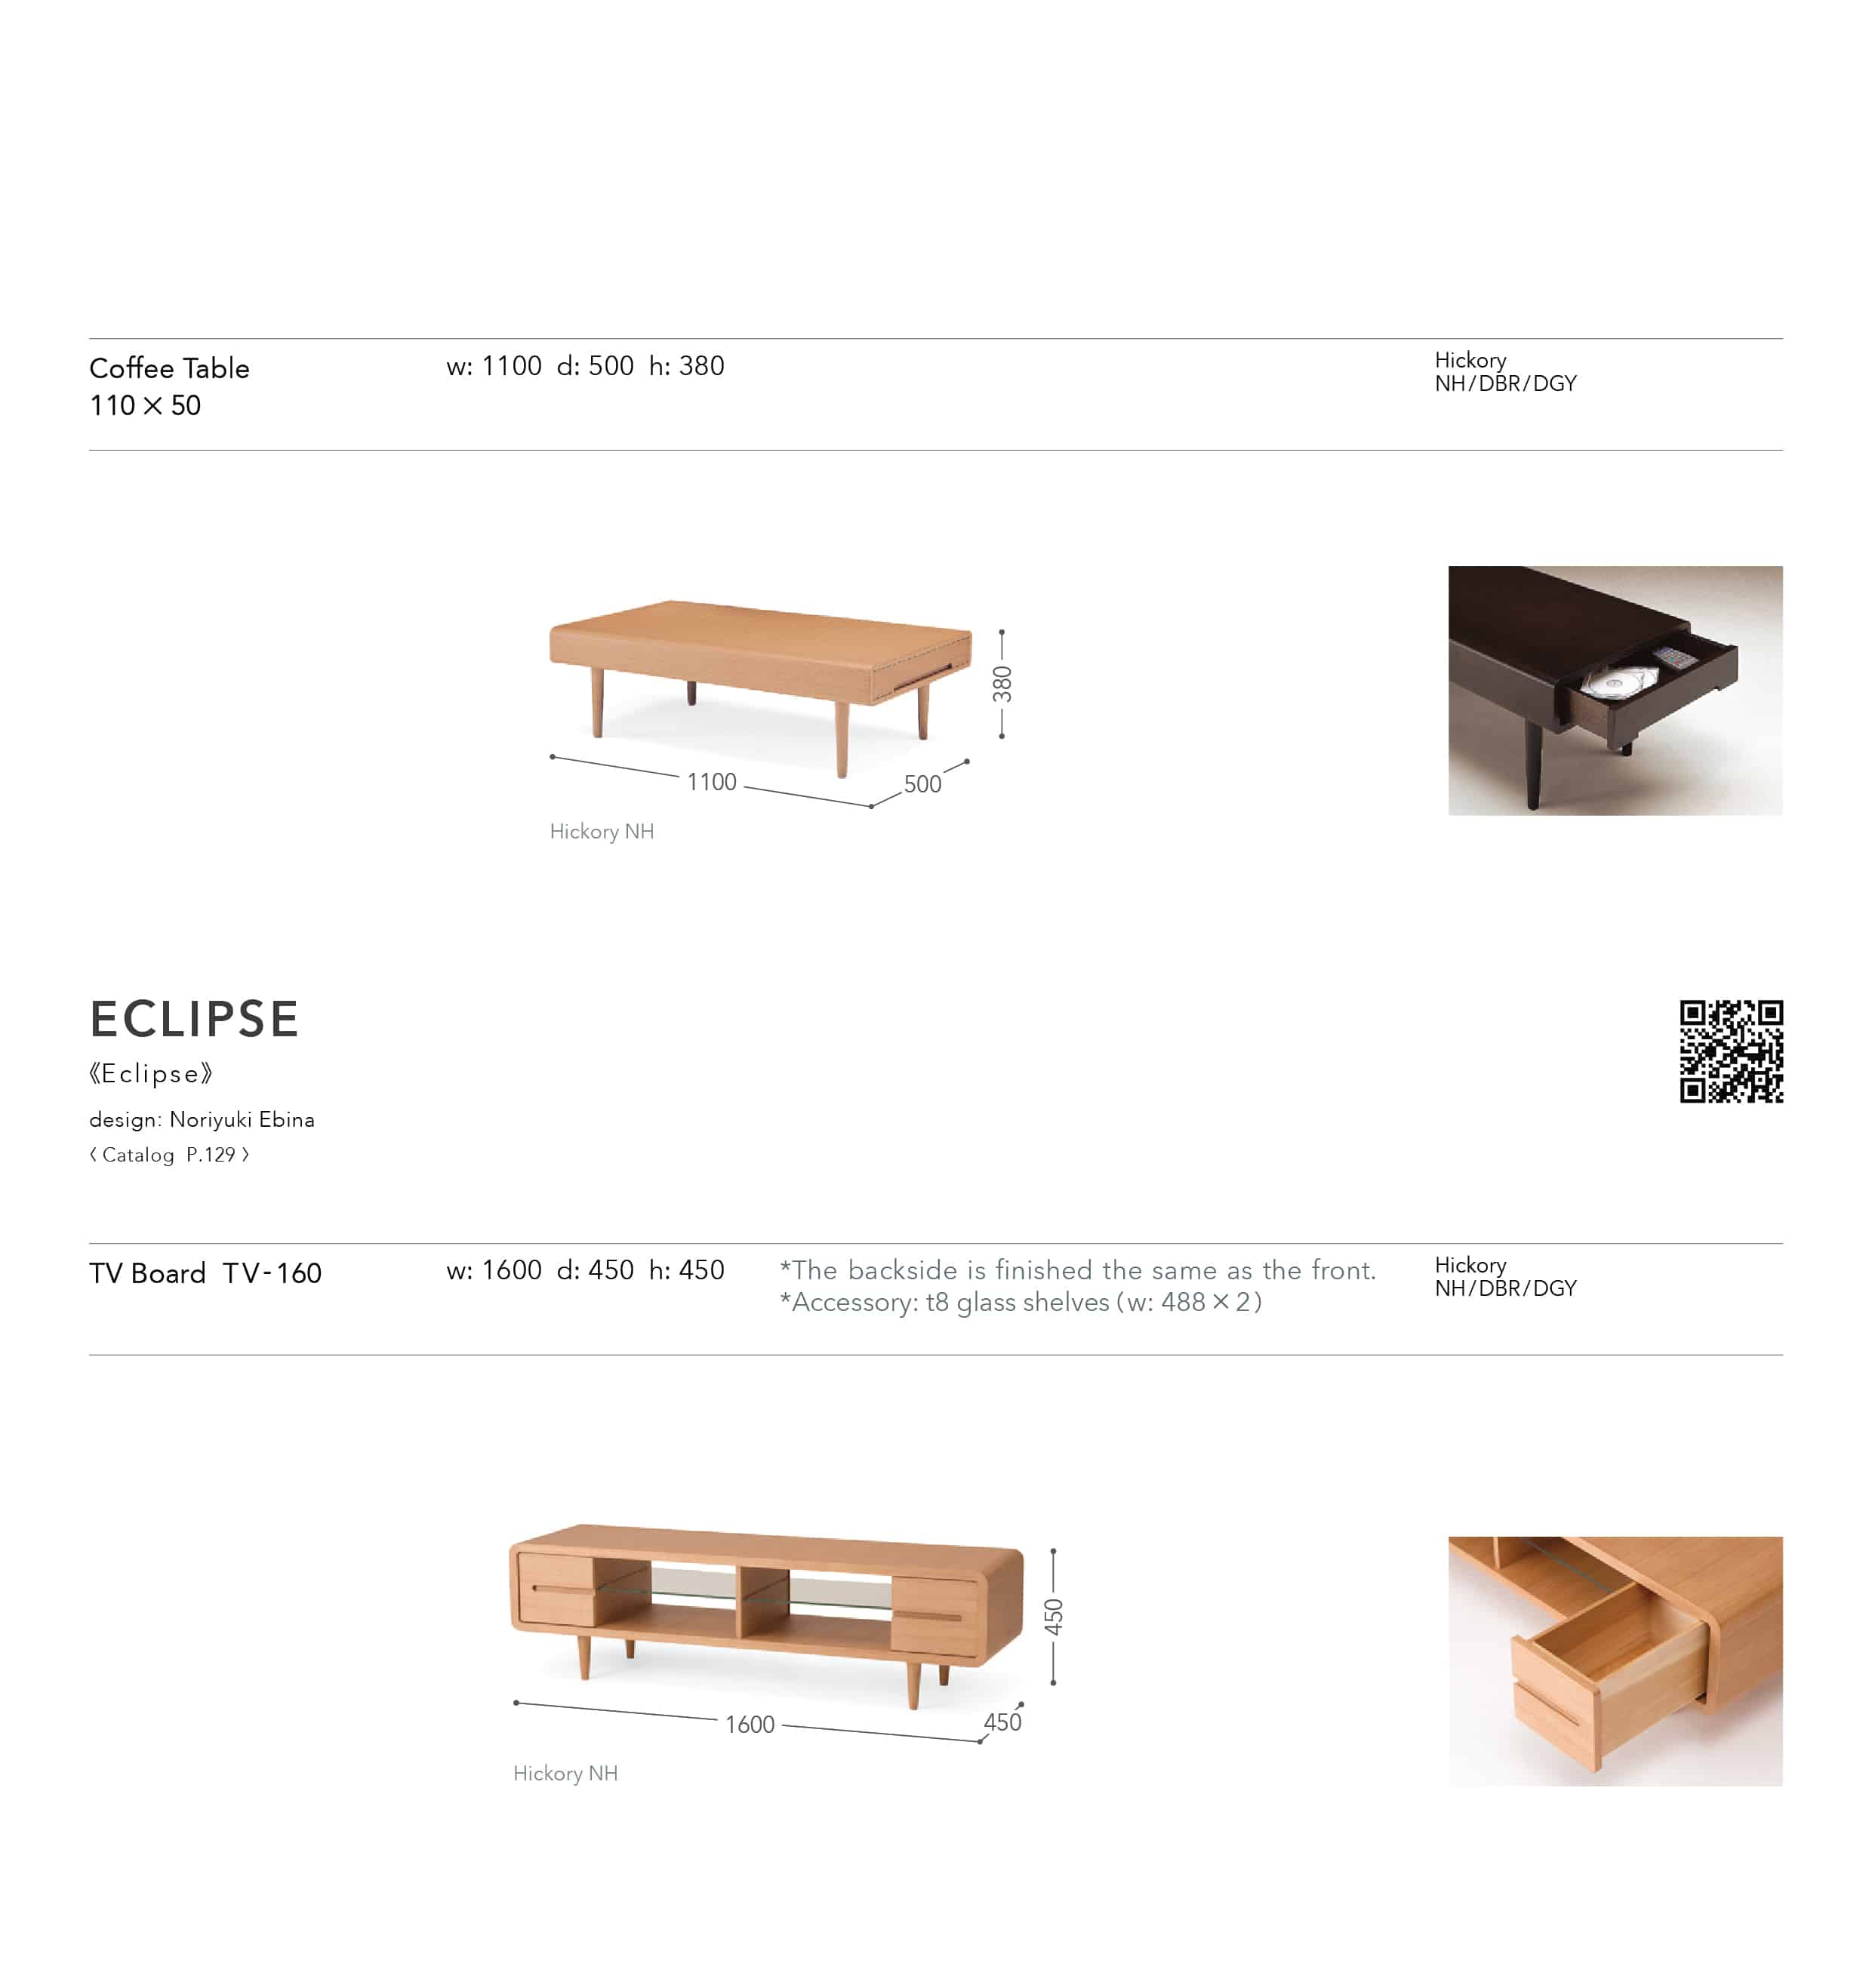 Coffee Table
110×50
w: 1100 d: 500 h: 380
Hickory
NH/DBR/DGY
380
1100
500
Hickory NH
ECLIPSE
《Eclipse》
design: Noriyuki Ebina
〈 Catalog P.129 〉
TV Board TV-160
w: 1600 d: 450 h: 450
*The backside is finished the same as the front.
*Accessory: t8 glass shelves (w: 488×2)
Hickory
NH/DBR/DGY
450
1600
450
Hickory NH